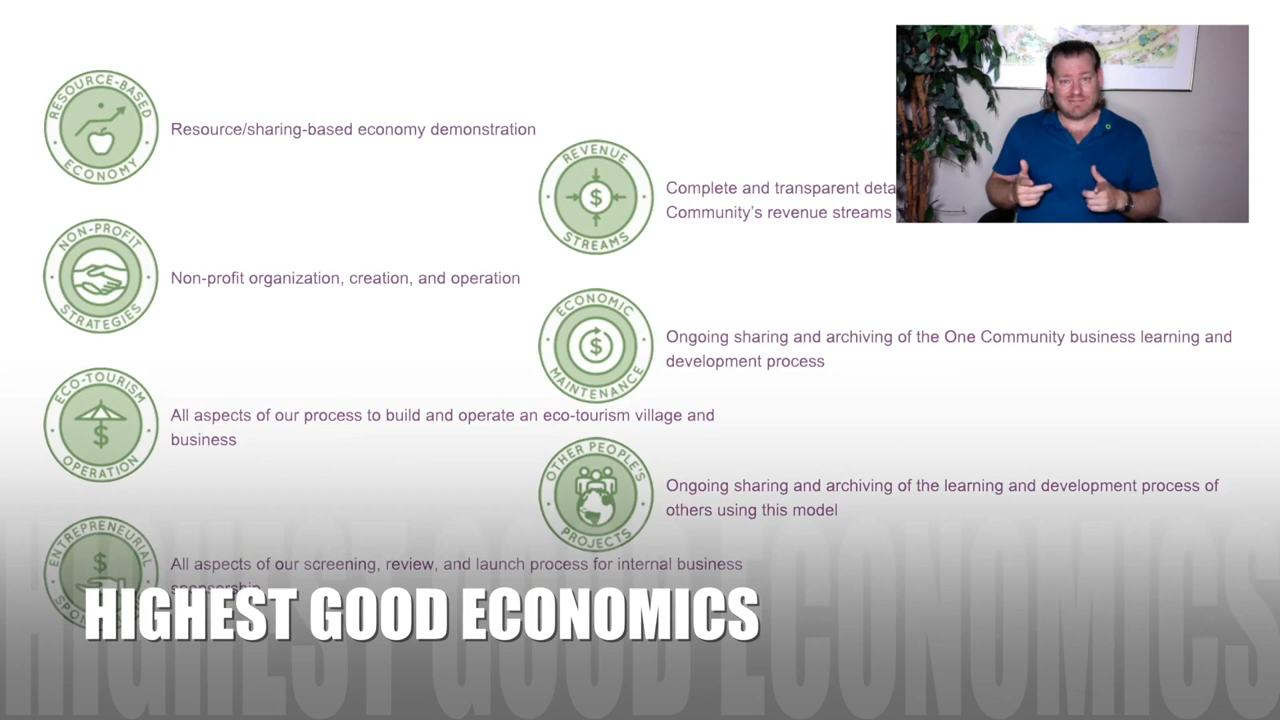 RESOURCE-BASED
ECONOMY
Resource/sharing-based economy demonstration
REVENUE
STREAMS
Complete and transparent deta
Community's revenue streams
NON-PROFIT
STRATEGIES
Non-profit organization, creation, and operation
ECONOMIC
MAINTENANCE
Ongoing sharing and archiving of the One Community business learning and
development process
ECO-TOURISM
OPERATION
All aspects of our process to build and operate an eco-tourism village and
business
OTHER PEOPLE'S
PROJECTS
Ongoing sharing and archiving of the learning and development process of
others using this model
ENTREPRENEURIAL
All aspects of our screening, review, and launch process for internal business
sponsorship
HIGHEST GOOD ECONOMICS
HIGHEST GOOD ECONOMICS